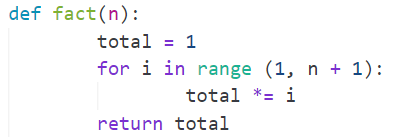 def fact(n):
        total = 1
        for i in range (1, n + 1):
                total *= i
        return total